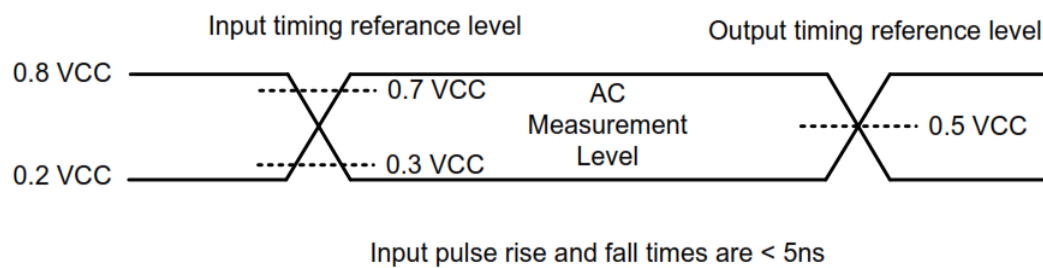 Input timing referance level
Output timing reference level
0.8 VCC
0.7 VCC
AC
Measurement
Level
0.5 VCC
0.3 VCC
0.2 VCC
Input pulse rise and fall times are < 5ns